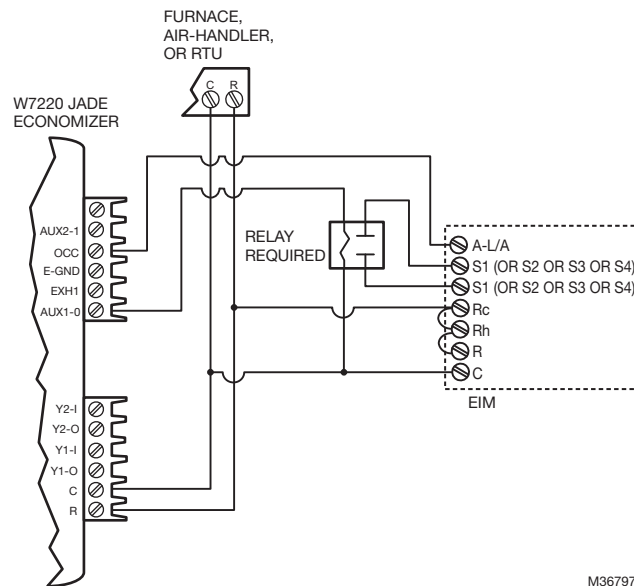 FURNACE,
AIR-HANDLER,
OR RTU
C R
W7220 JADE
ECONOMIZER
AUX2-1
OCC
E-GND
EXH1
AUX1-0
RELAY
REQUIRED
A-L/A
S1 (OR S2 OR S3 OR S4)
S1 (OR S2 OR S3 OR S4)
Rc
Rh
R
C
EIM
Y2-I
Y2-O
Y1-I
Y1-O
C
R
M36797